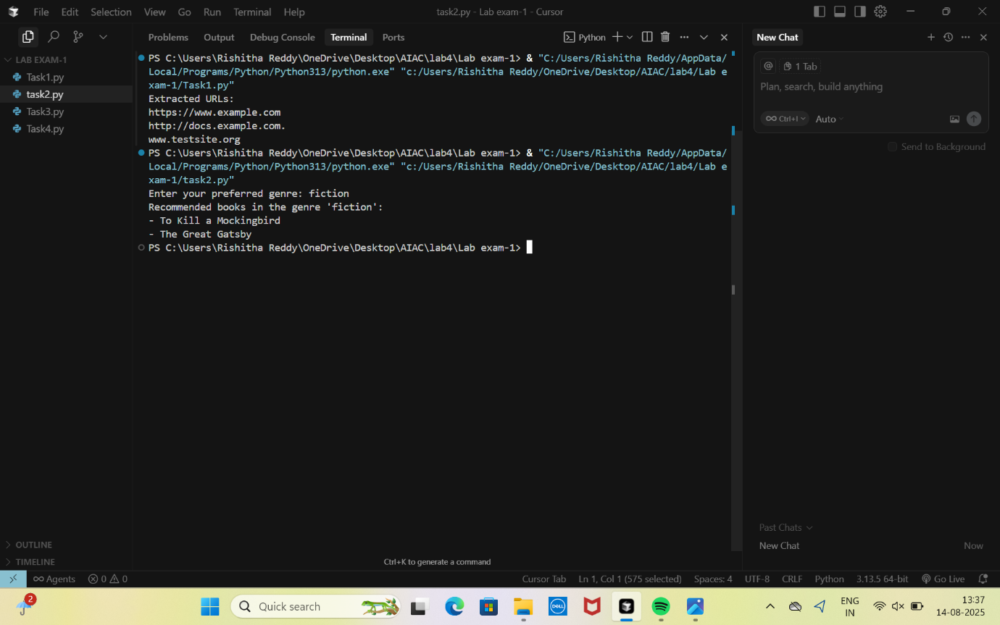 File Edit Selection View Go Run Terminal Help
task2.py - Lab exam-1 - Cursor
LAB EXAM-1
Task1.py
task2.py
Task3.py
Task4.py
OUTLINE
TIMELINE
Problems Output Debug Console Terminal Ports
Python
PS C:\Users\Rishitha Reddy\OneDrive\Desktop\AIAC\lab4\Lab exam-1> & "C:/Users/Rishitha Reddy/AppData/
Local/Programs/Python/Python313/python.exe" "c:/Users/Rishitha Reddy/OneDrive/Desktop/AIAC/lab4/Lab e
xam-1/Task1.py"
Extracted URLs:
https://www.example.com
http://docs.example.com.
www.testsite.org
PS C:\Users\Rishitha Reddy\OneDrive\Desktop\AIAC\lab4\Lab exam-1> & "C:/Users/Rishitha Reddy/AppData/
Local/Programs/Python/Python313/python.exe" "c:/Users/Rishitha Reddy/OneDrive/Desktop/AIAC/lab4/Lab e
xam-1/task2.py"
Enter your preferred genre: fiction
Recommended books in the genre 'fiction':
- To Kill a Mockingbird
- The Great Gatsby
PS C:\Users\Rishitha Reddy\OneDrive\Desktop\AIAC\lab4\Lab exam-1>
Ctrl+K to generate a command
New Chat
@ 1 Tab
Plan, search, build anything
∞ Ctrl+I Auto
Send to Background
Past Chats
New Chat Now
∞ Agents 0 0
Cursor Tab Ln 1, Col 1 (575 selected) Spaces: 4 UTF-8 CRLF Python 3.13.5 64-bit Go Live
2
Quick search
DELL
ENG
IN
13:37
14-08-2025